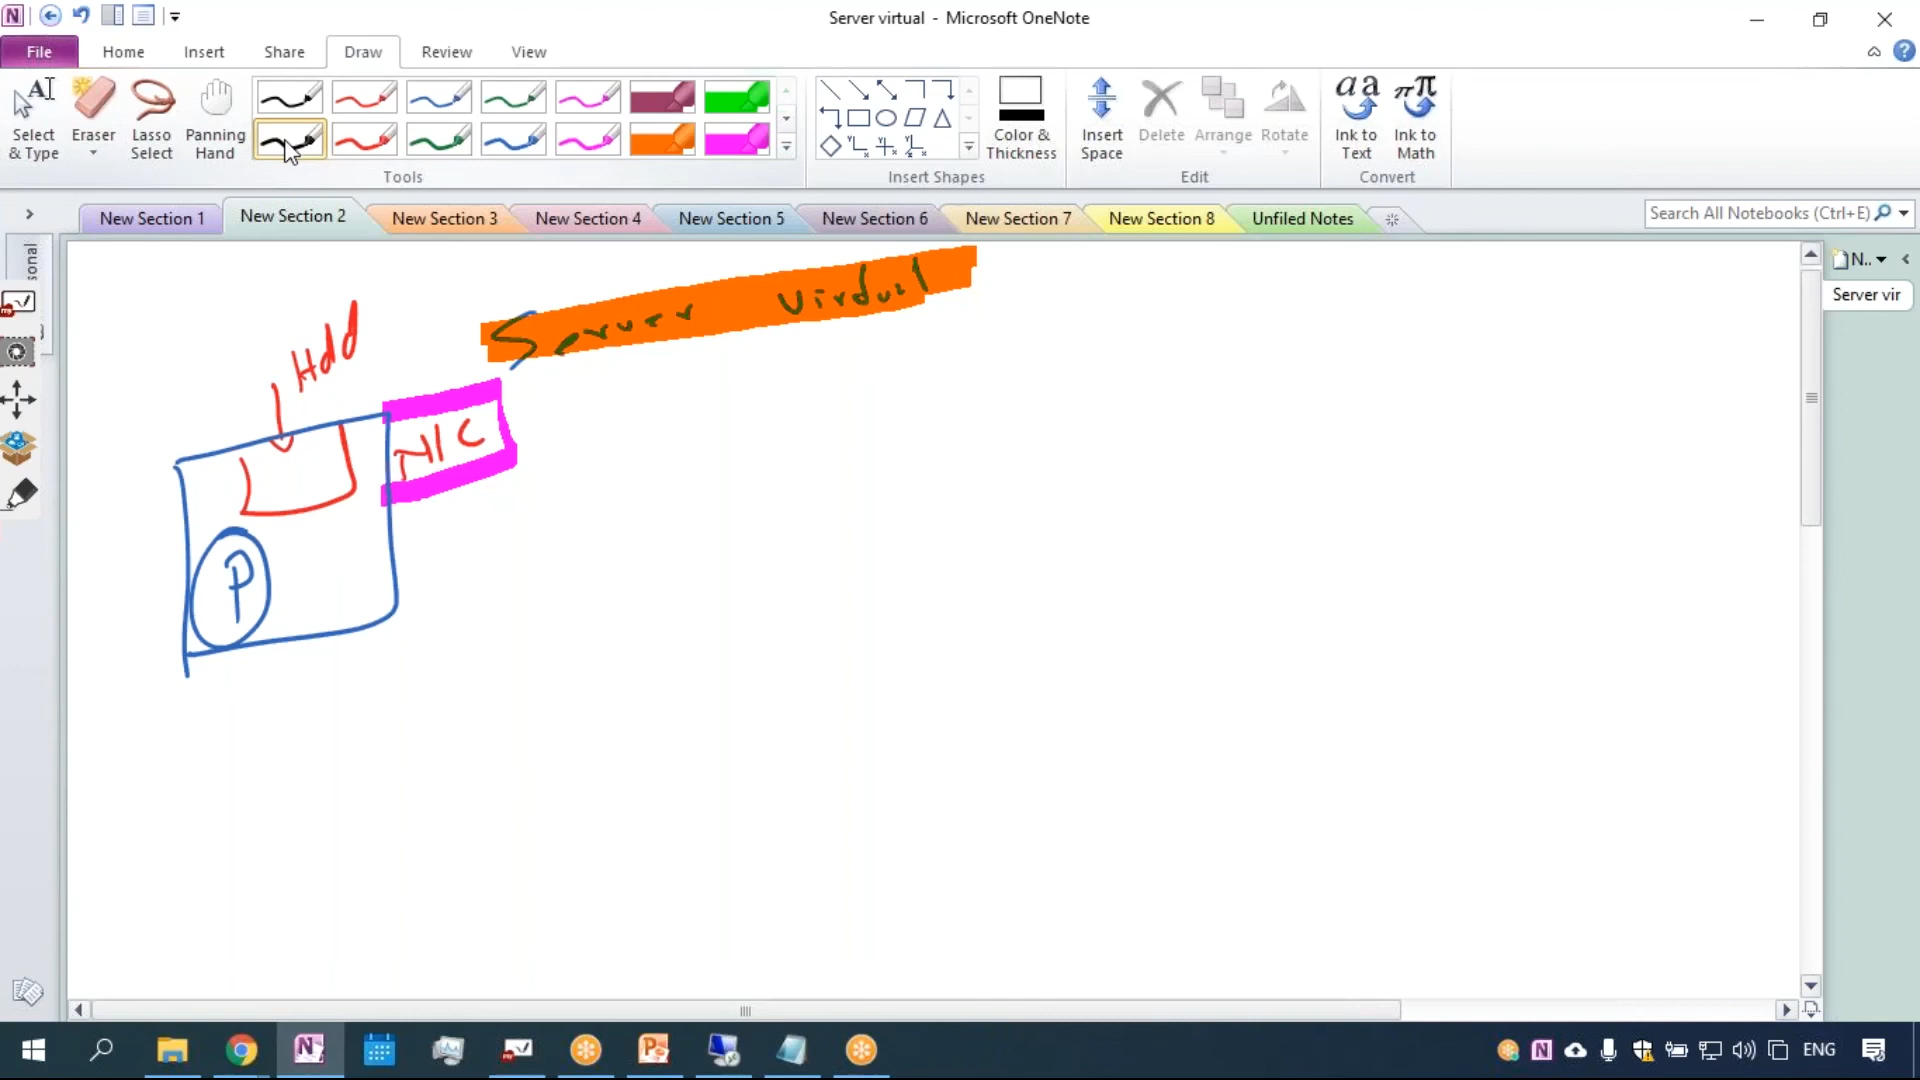 Server virtual - Microsoft OneNote
File Home Insert Share Draw Review View
Select & Type
Eraser
Lasso Select
Panning Hand
Color & Thickness
Insert Space
Delete
Arrange
Rotate
Ink to Text
Ink to Math
Tools
Insert Shapes
Edit
Convert
New Section 1 New Section 2 New Section 3 New Section 4 New Section 5 New Section 6 New Section 7 New Section 8 Unfiled Notes
Search All Notebooks (Ctrl+E)
N..
Server vir
sonal
Server Virdual
Hdd
NIC
P
ENG